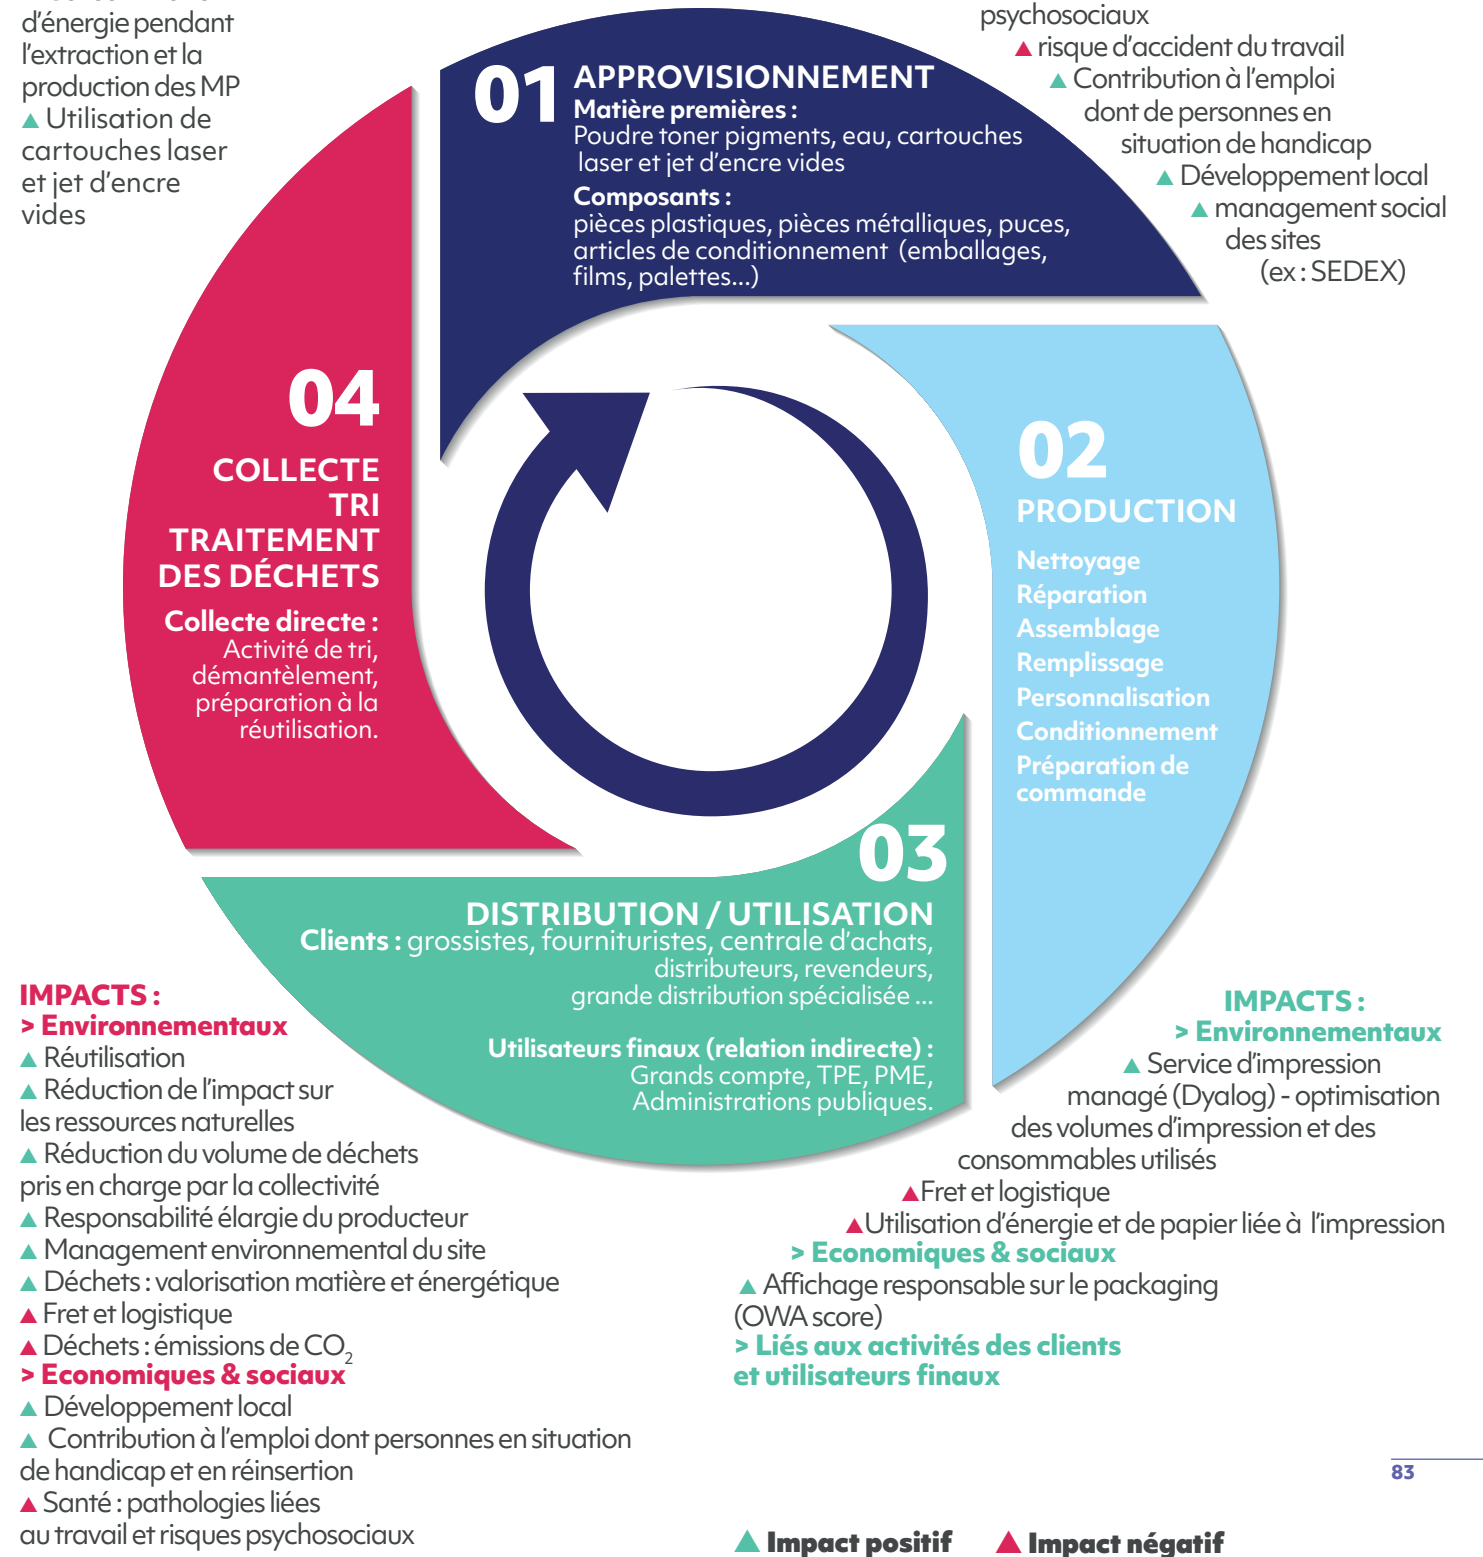 d'énergie pendant
l'extraction et la
production des MP
▲ Utilisation de
cartouches laser
et jet d'encre
vides
psychosociaux
▲ risque d'accident du travail
▲ Contribution à l'emploi
dont de personnes en
situation de handicap
▲ Développement local
▲ management social
des sites
(ex : SEDEX)
01 APPROVISIONNEMENT
Matière premières :
Poudre toner pigments, eau, cartouches
laser et jet d'encre vides
Composants :
pièces plastiques, pièces métalliques, puces,
articles de conditionnement (emballages,
films, palettes...)
02
PRODUCTION
Nettoyage
Réparation
Assemblage
Remplissage
Personnalisation
Conditionnement
Préparation de
commande
03
DISTRIBUTION / UTILISATION
Clients : grossistes, fournituristes, centrale d'achats,
distributeurs, revendeurs,
grande distribution spécialisée ...
Utilisateurs finaux (relation indirecte) :
Grands compte, TPE, PME,
Administrations publiques.
04
COLLECTE
TRI
TRAITEMENT
DES DÉCHETS
Collecte directe :
Activité de tri,
démantèlement,
préparation à la
réutilisation.
IMPACTS :
> Environnementaux
▲ Réutilisation
▲ Réduction de l'impact sur
les ressources naturelles
▲ Réduction du volume de déchets
pris en charge par la collectivité
▲ Responsabilité élargie du producteur
▲ Management environnemental du site
▲ Déchets : valorisation matière et énergétique
▲ Fret et logistique
▲ Déchets : émissions de CO2
> Economiques & sociaux
▲ Développement local
▲ Contribution à l'emploi dont personnes en situation
de handicap et en réinsertion
▲ Santé : pathologies liées
au travail et risques psychosociaux
IMPACTS :
> Environnementaux
▲ Service d'impression
managé (Dyalog) - optimisation
des volumes d'impression et des
consommables utilisés
▲Fret et logistique
▲Utilisation d'énergie et de papier liée à l'impression
> Economiques & sociaux
▲ Affichage responsable sur le packaging
(OWA score)
> Liés aux activités des clients
et utilisateurs finaux
83
▲ Impact positif ▲ Impact négatif